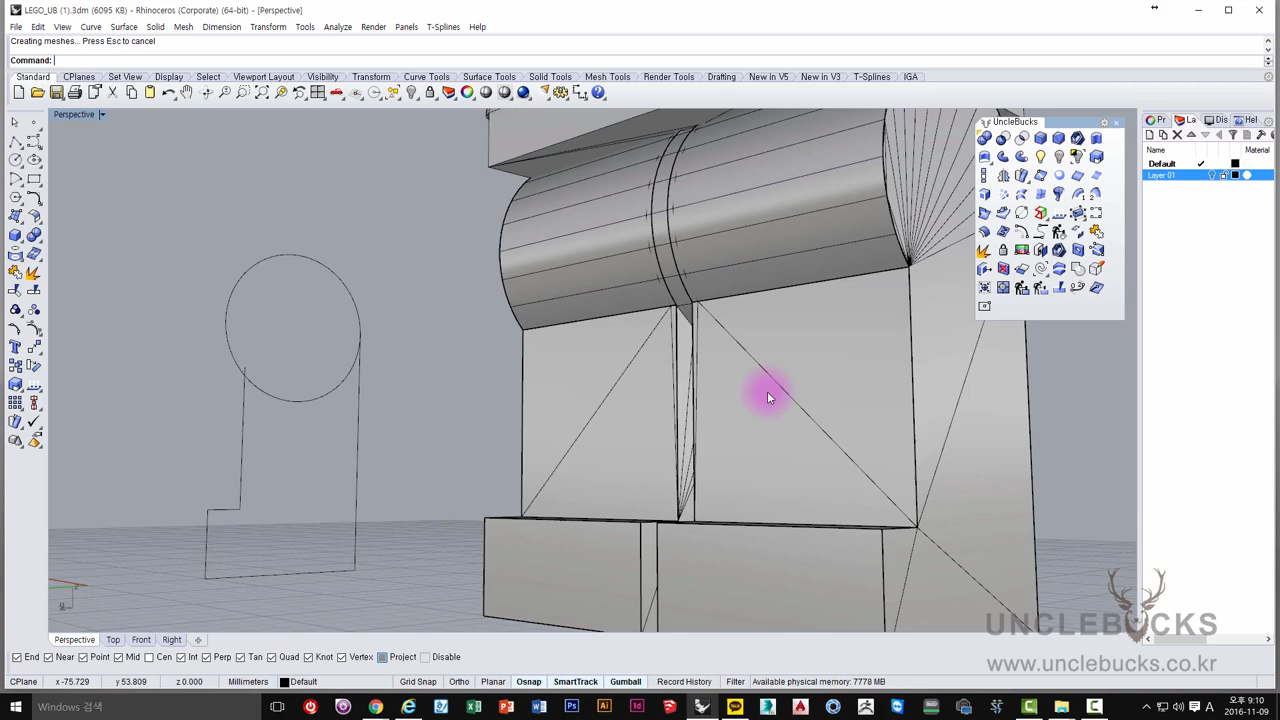 LEGO_UB (1).3dm (6095 KB) - Rhinoceros (Corporate) (64-bit) - [Perspective]
File Edit View Curve Surface Solid Mesh Dimension Transform Tools Analyze Render Panels T-Splines Help
Creating meshes... Press Esc to cancel
Command:
Standard CPlanes Set View Display Select Viewport Layout Visibility Transform Curve Tools Surface Tools Solid Tools Mesh Tools Render Tools Drafting New in V5 New in V3 T-Splines IGA
Perspective
UncleBucks
Pr La Dis Hel
Name Material
Default
Layer 01
UNCLEBUCKS
www.unclebucks.co.kr
Perspective Top Front Right
End Near Point Mid Cen Int Perp Tan Quad Knot Vertex Project Disable
CPlane x -75.729 y 53.809 z 0.000 Millimeters Default Grid Snap Ortho Planar Osnap SmartTrack Gumball Record History Filter Available physical memory: 7778 MB
Windows 검색
A 오후 9:10
2016-11-09